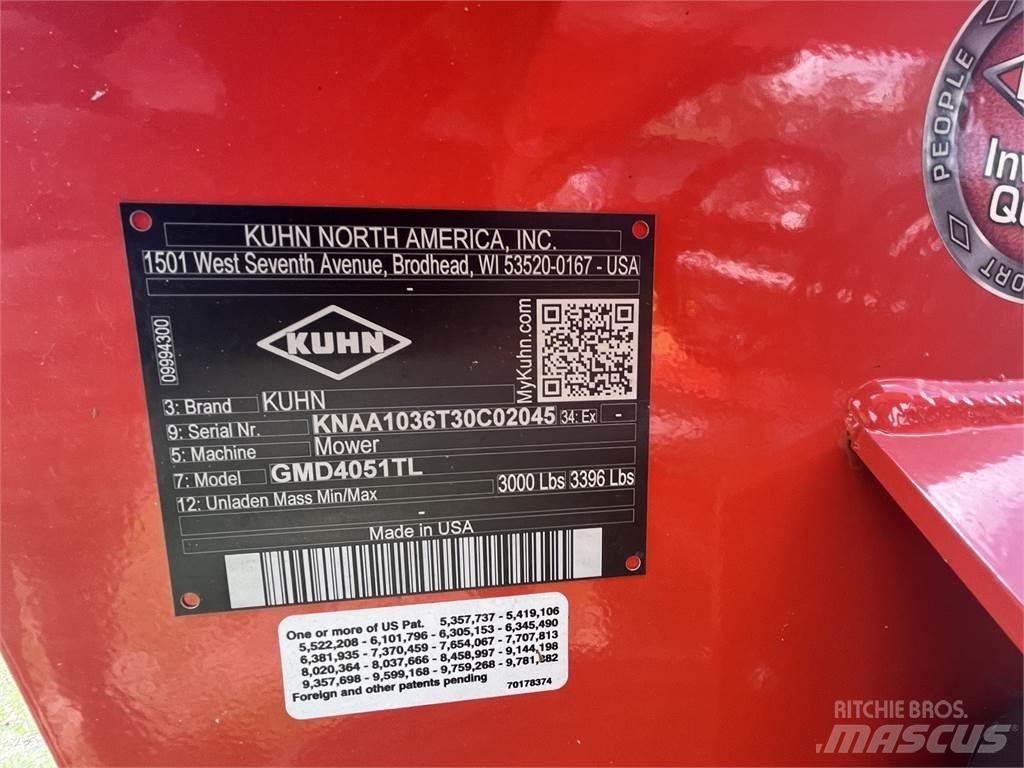 KUHN NORTH AMERICA, INC.
1501 West Seventh Avenue, Brodhead, WI 53520-0167 - USA
-
09994300
KUHN
MyKuhn.com
3: Brand KUHN
9: Serial Nr. KNAA1036T30C02045 34: Ex -
5: Machine Mower
7: Model GMD4051TL
12: Unladen Mass Min/Max 3000 Lbs 3396 Lbs
-
Made in USA
One or more of US Pat. 5,357,737 - 5,419,106
5,522,208 - 6,101,796 - 6,305,153 - 6,345,490
6,381,935 - 7,370,459 - 7,654,067 - 7,707,813
8,020,364 - 8,037,666 - 8,458,997 - 9,144,198
9,357,698 - 9,599,168 - 9,759,268 - 9,781,882
Foreign and other patents pending 70178374
PEOPLE
RITCHIE BROS.
MASCUS